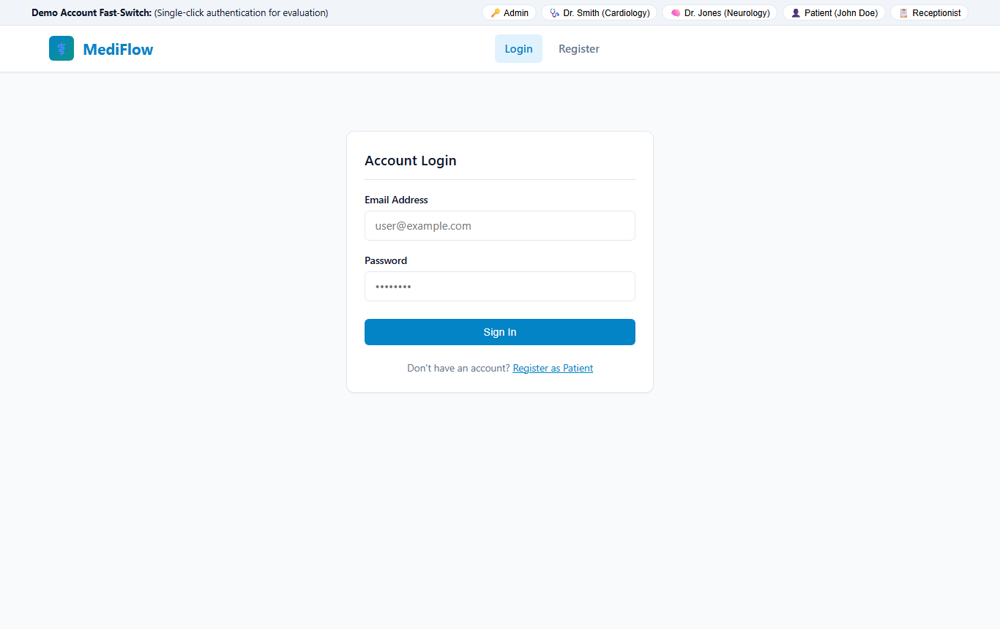 Demo Account Fast-Switch: (Single-click authentication for evaluation)
Admin
Dr. Smith (Cardiology)
Dr. Jones (Neurology)
Patient (John Doe)
Receptionist
MediFlow
Login
Register
Account Login
Email Address
user@example.com
Password
••••••••
Sign In
Don't have an account? Register as Patient